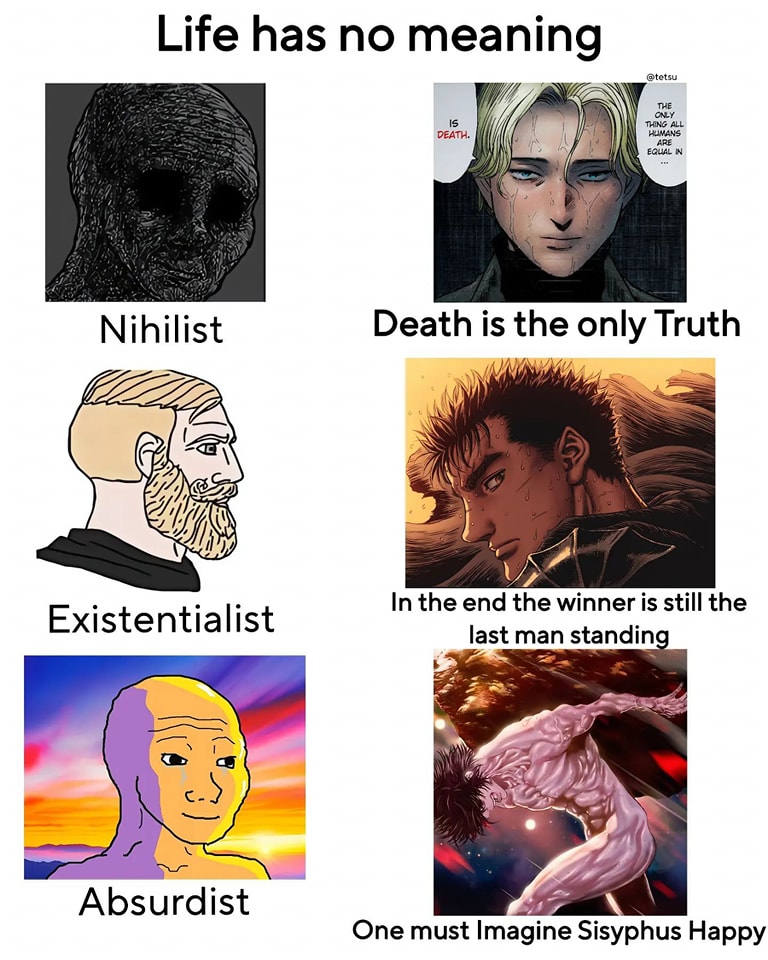 Life has no meaning
@tetsu
IS
DEATH.
THE
ONLY
THING ALL
HUMANS
ARE
EQUAL IN
...
Nihilist
Death is the only Truth
Existentialist
In the end the winner is still the
last man standing
Absurdist
One must Imagine Sisyphus Happy